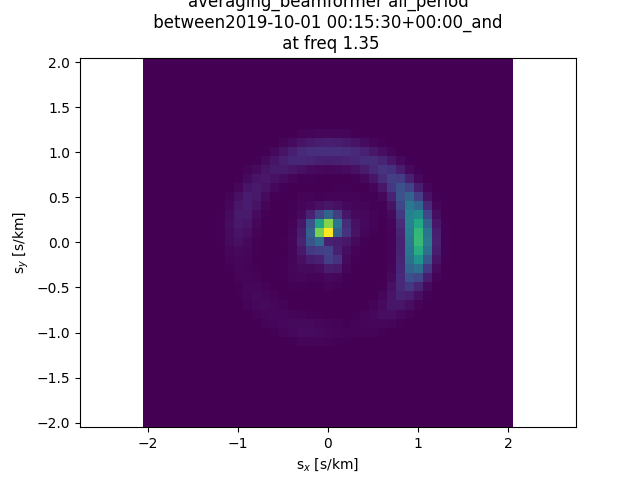 averaging_beamformer all_period
between2019-10-01 00:15:30+00:00_and
at freq 1.35
2.0
1.5
1.0
0.5
0.0
−0.5
−1.0
−1.5
−2.0
s_y [s/km]
−2
−1
0
1
2
s_x [s/km]